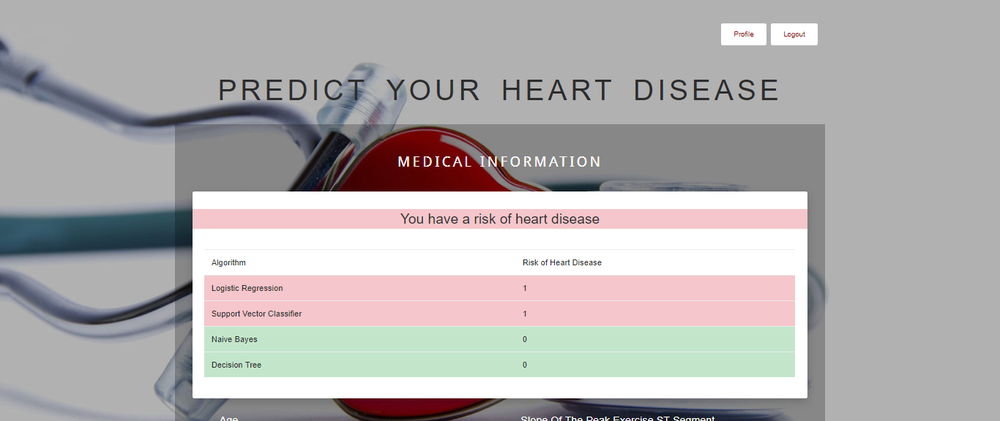 Profile Logout
PREDICT YOUR HEART DISEASE
MEDICAL INFORMATION
You have a risk of heart disease
Algorithm Risk of Heart Disease
Logistic Regression 1
Support Vector Classifier 1
Naive Bayes 0
Decision Tree 0
Age Slope Of The Peak Exercise ST Segment